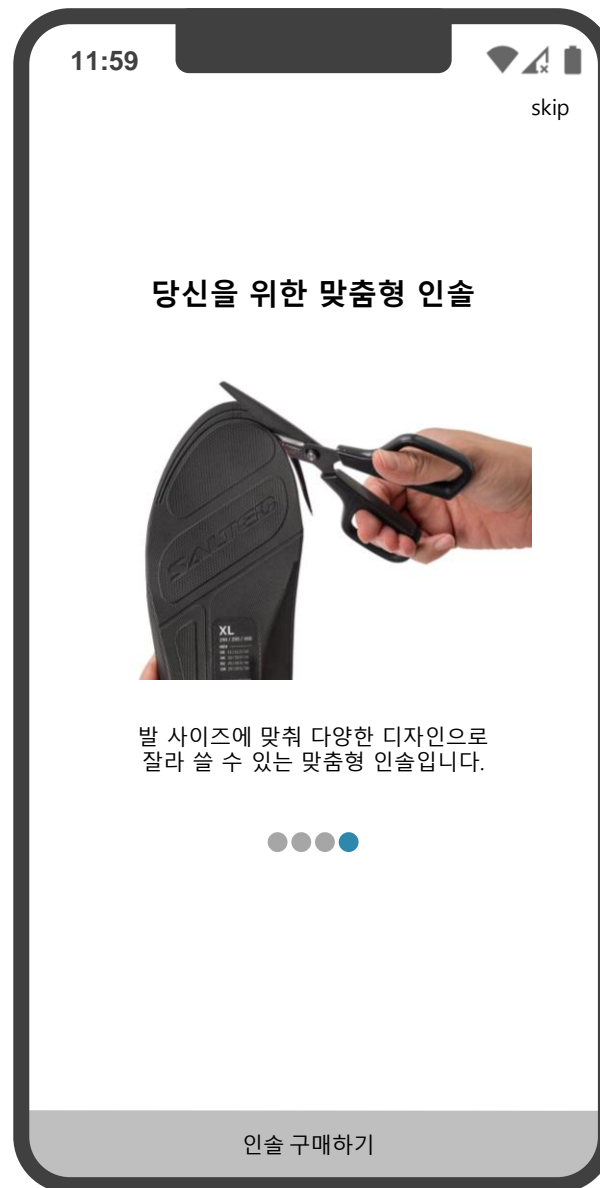 11:59
skip
당신을 위한 맞춤형 인솔
XL
발 사이즈에 맞춰 다양한 디자인으로
잘라 쓸 수 있는 맞춤형 인솔입니다.
인솔 구매하기